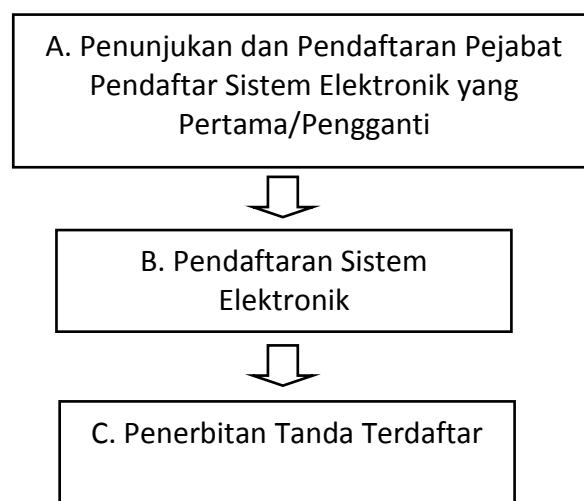 A. Penunjukan dan Pendaftaran Pejabat
Pendaftar Sistem Elektronik yang
Pertama/Pengganti
B. Pendaftaran Sistem
Elektronik
C. Penerbitan Tanda Terdaftar